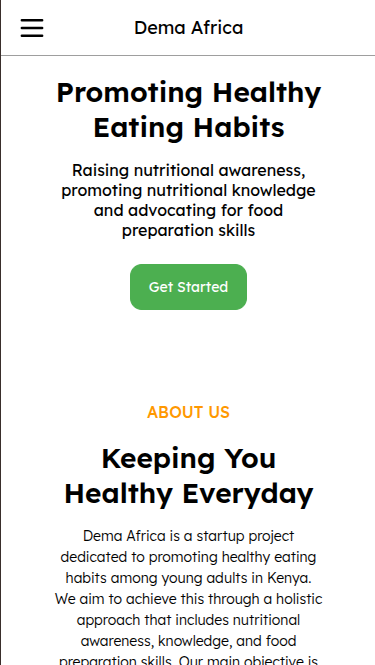 Dema Africa
Promoting Healthy
Eating Habits
Raising nutritional awareness,
promoting nutritional knowledge
and advocating for food
preparation skills
Get Started
ABOUT US
Keeping You
Healthy Everyday
Dema Africa is a startup project
dedicated to promoting healthy eating
habits among young adults in Kenya.
We aim to achieve this through a holistic
approach that includes nutritional
awareness, knowledge, and food
preparation skills. Our main objective is